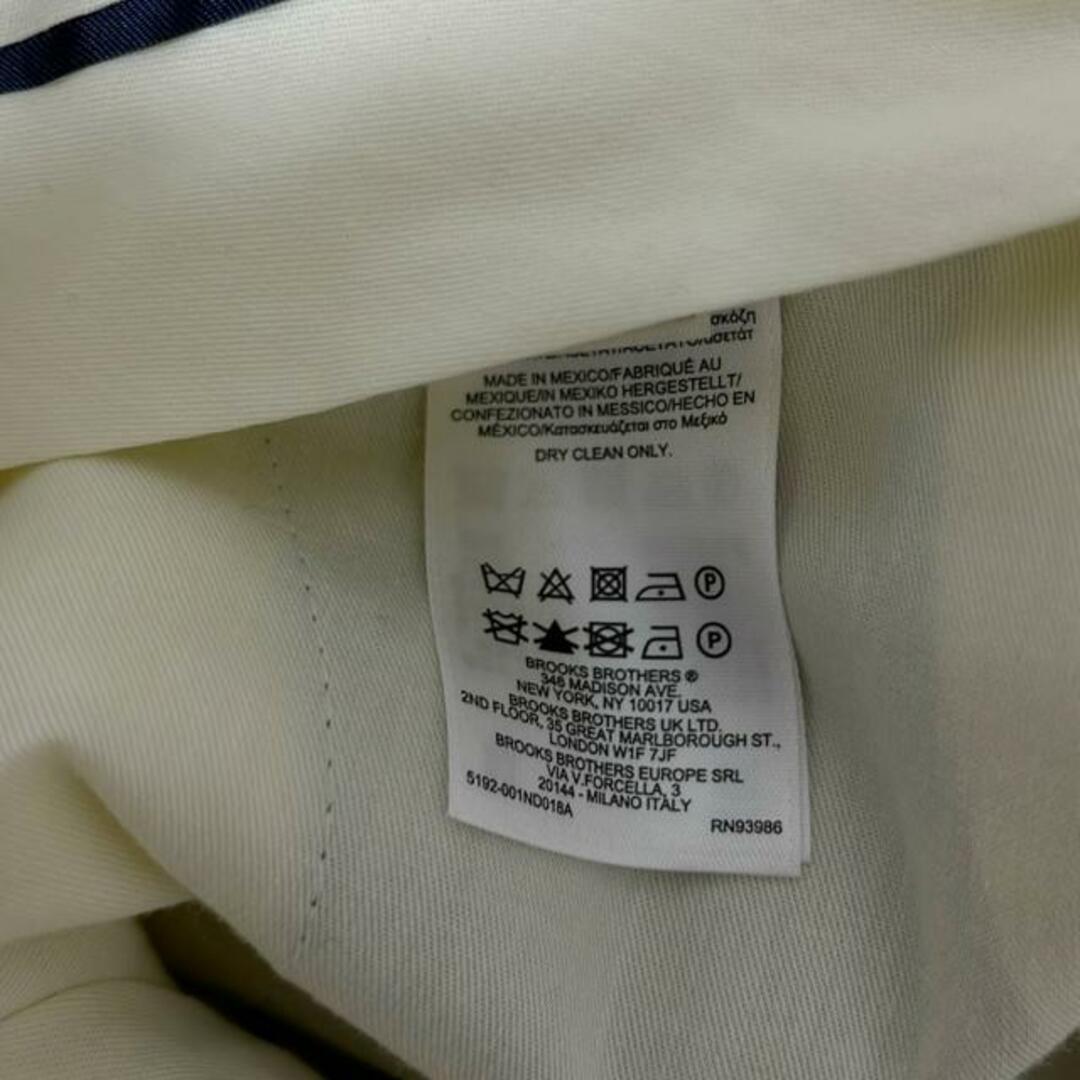 σκόζη
MADE IN MEXICO/FABRIQUÉ AU
MEXIQUE/IN MEXIKO HERGESTELLT/
CONFEZIONATO IN MESSICO/HECHO EN
MÉXICO/Κατασκευάζεται στο Μεξικό
DRY CLEAN ONLY.
P
P
BROOKS BROTHERS ®
346 MADISON AVE.
NEW YORK, NY 10017 USA
BROOKS BROTHERS UK LTD.
2ND FLOOR, 35 GREAT MARLBOROUGH ST.,
LONDON W1F 7JF
BROOKS BROTHERS EUROPE SRL
VIA V.FORCELLA, 3
20144 - MILANO ITALY
5192-001ND018A
RN93986